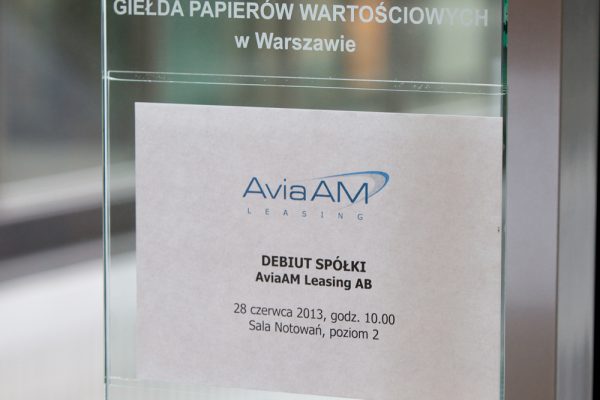 GIEŁDA PAPIERÓW WARTOŚCIOWYCH
w Warszawie
AviaAM
LEASING
DEBIUT SPÓŁKI
AviaAM Leasing AB
28 czerwca 2013, godz. 10.00
Sala Notowań, poziom 2